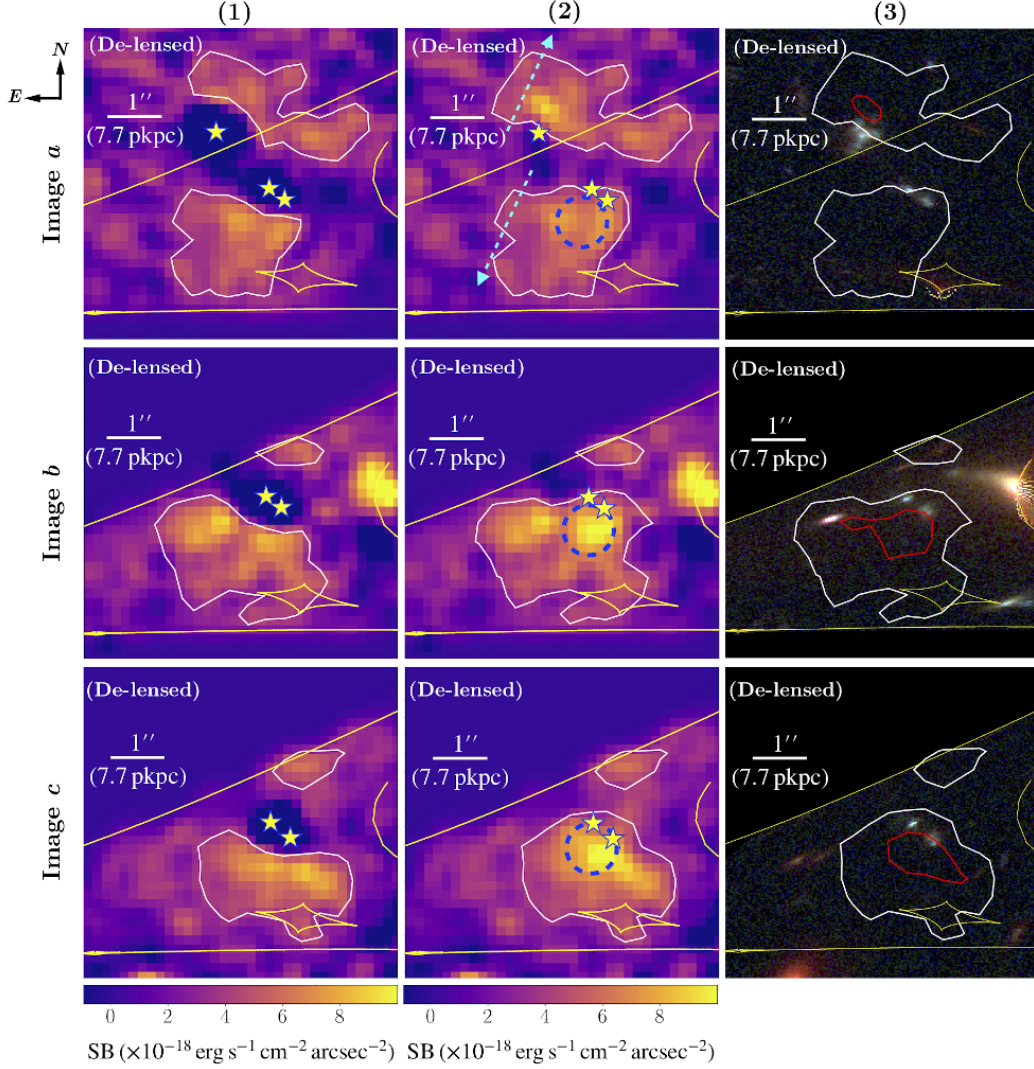 (1) (2) (3)
N
E
Image a
(De-lensed) (De-lensed) (De-lensed)
1′′ 1′′ 1′′
(7.7 pkpc) (7.7 pkpc) (7.7 pkpc)
Image b
(De-lensed) (De-lensed) (De-lensed)
1′′ 1′′ 1′′
(7.7 pkpc) (7.7 pkpc) (7.7 pkpc)
Image c
(De-lensed) (De-lensed) (De-lensed)
1′′ 1′′ 1′′
(7.7 pkpc) (7.7 pkpc) (7.7 pkpc)
0 2 4 6 8 0 2 4 6 8
SB (×10⁻¹⁸ erg s⁻¹ cm⁻² arcsec⁻²) SB (×10⁻¹⁸ erg s⁻¹ cm⁻² arcsec⁻²)